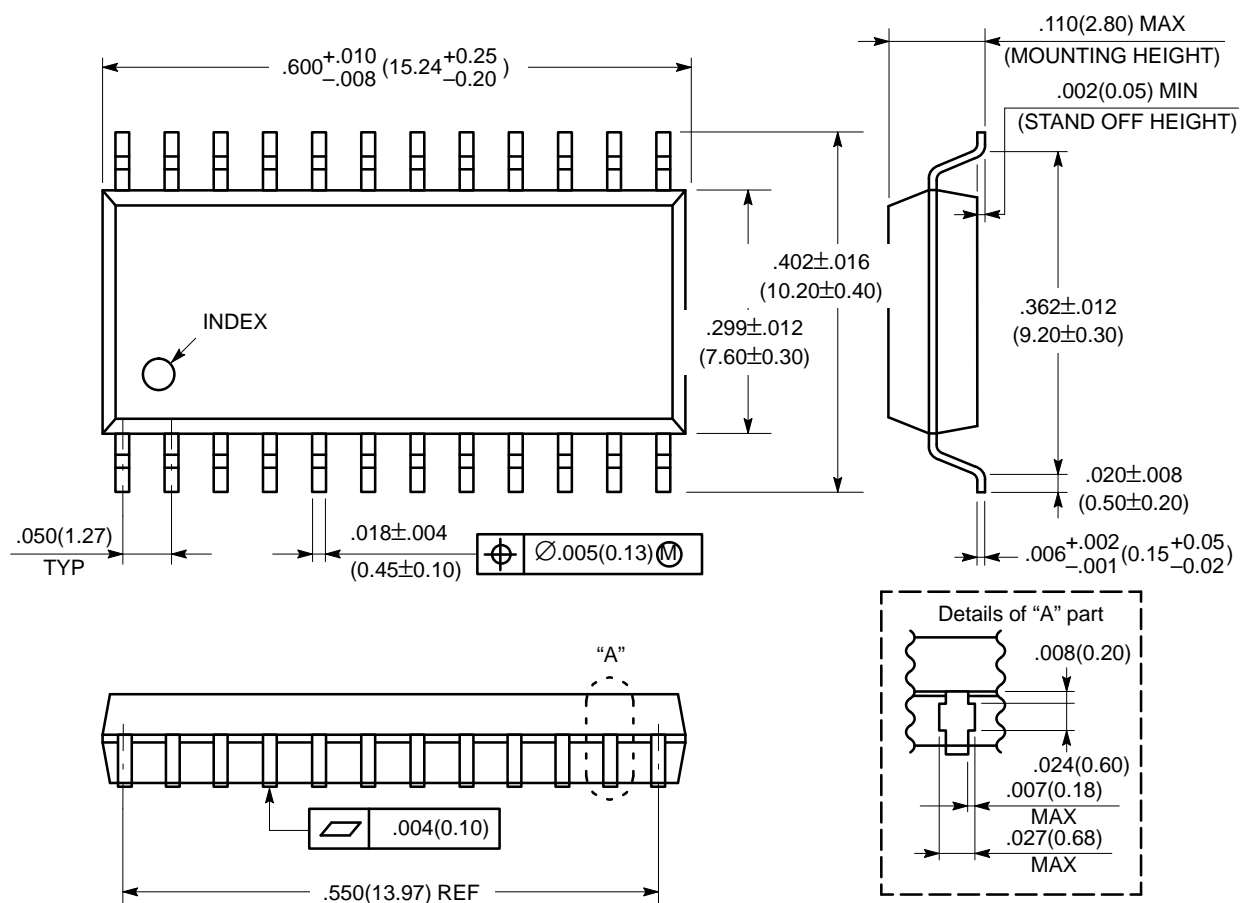 .110(2.80) MAX
(MOUNTING HEIGHT)
.600+.010–.008(15.24+0.25–0.20)
.002(0.05) MIN
(STAND OFF HEIGHT)
.402±.016
(10.20±0.40)
INDEX
.299±.012
(7.60±0.30)
.362±.012
(9.20±0.30)
.020±.008
(0.50±0.20)
.050(1.27)
TYP
.018±.004
(0.45±0.10)
∅.005(0.13)Ⓜ
.006+.002–.001(0.15+0.05–0.02)
Details of “A” part
“A”
.008(0.20)
.024(0.60)
.007(0.18)
MAX
.027(0.68)
MAX
.004(0.10)
.550(13.97) REF